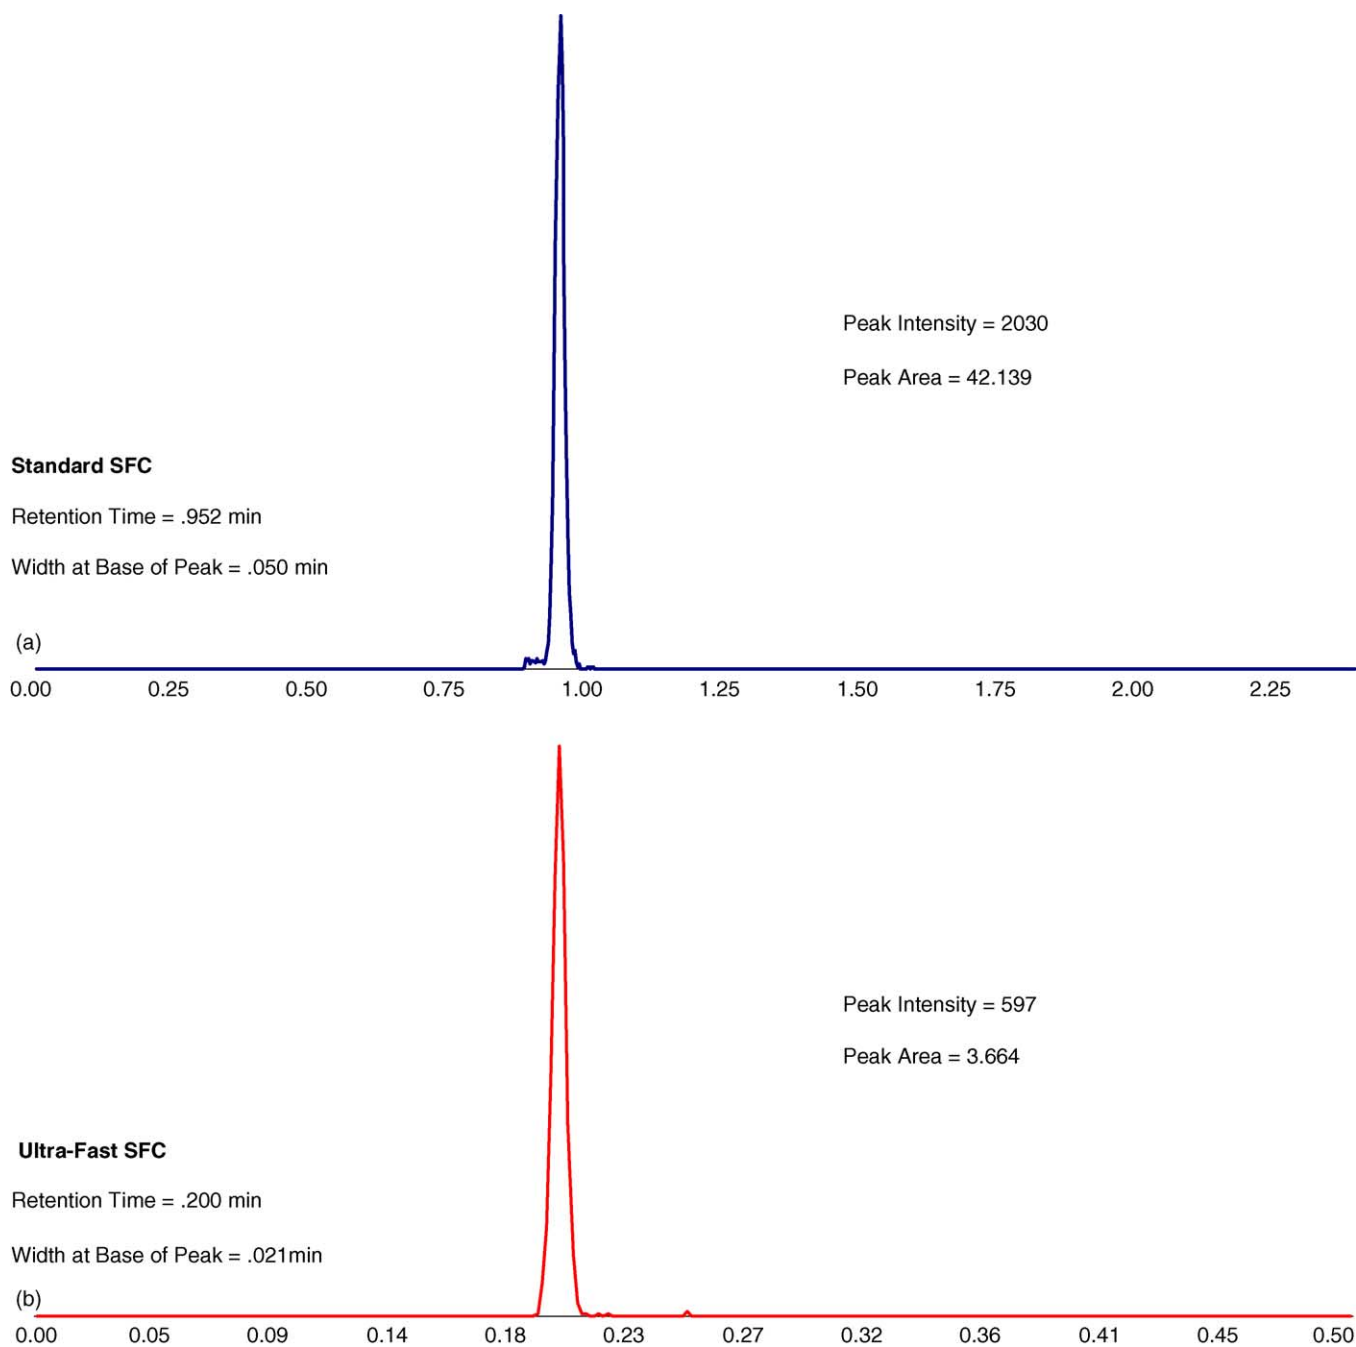 Peak Intensity = 2030
Peak Area = 42.139
Standard SFC
Retention Time = .952 min
Width at Base of Peak = .050 min
(a)
0.00 0.25 0.50 0.75 1.00 1.25 1.50 1.75 2.00 2.25
Peak Intensity = 597
Peak Area = 3.664
Ultra-Fast SFC
Retention Time = .200 min
Width at Base of Peak = .021min
(b)
0.00 0.05 0.09 0.14 0.18 0.23 0.27 0.32 0.36 0.41 0.45 0.50